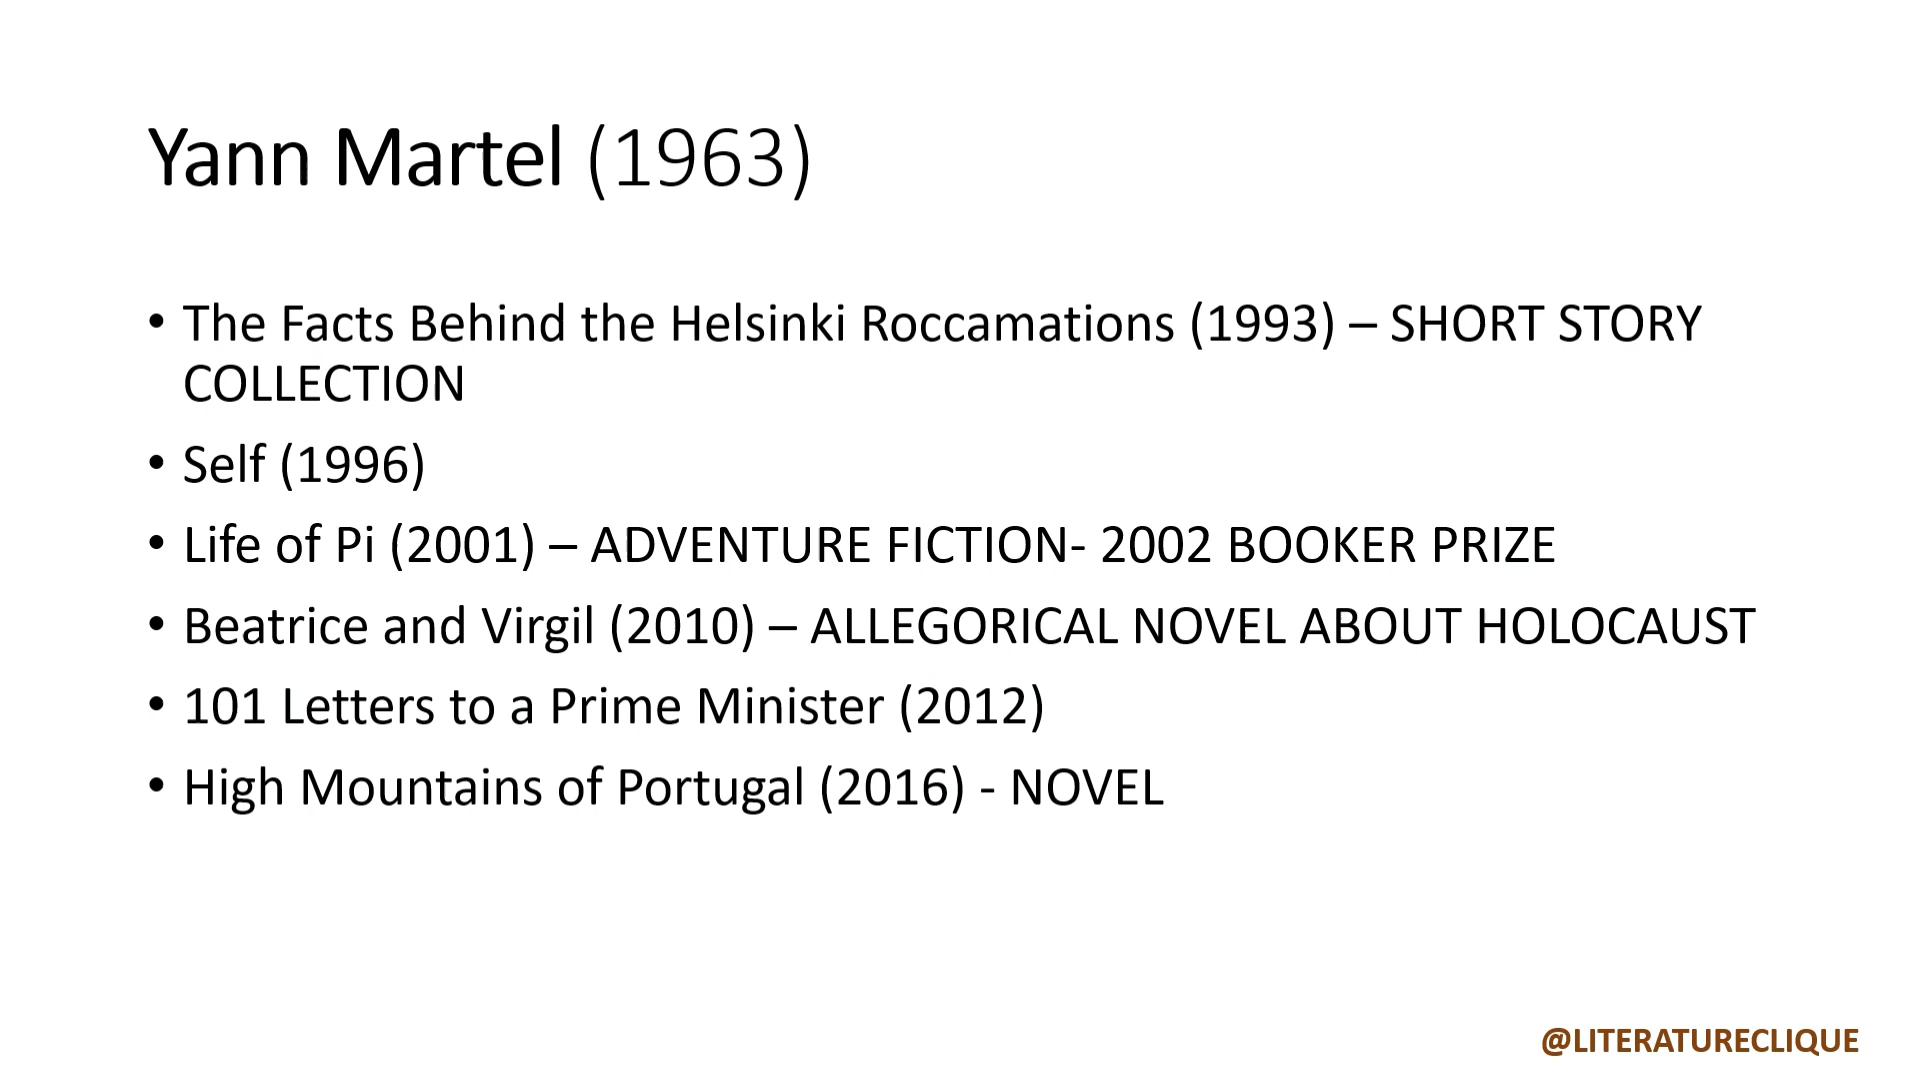 Yann Martel (1963)
• The Facts Behind the Helsinki Roccamations (1993) – SHORT STORY
COLLECTION
• Self (1996)
• Life of Pi (2001) – ADVENTURE FICTION- 2002 BOOKER PRIZE
• Beatrice and Virgil (2010) – ALLEGORICAL NOVEL ABOUT HOLOCAUST
• 101 Letters to a Prime Minister (2012)
• High Mountains of Portugal (2016) - NOVEL
@LITERATURECLIQUE